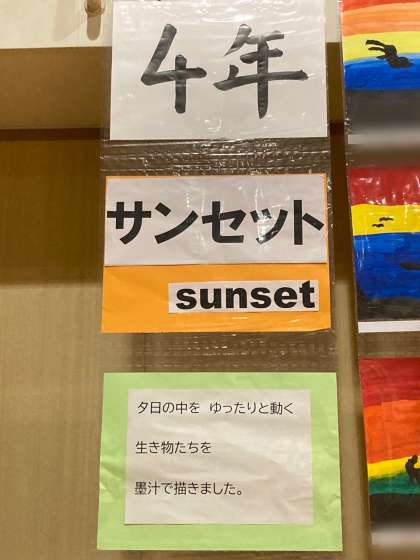 4年
サンセット
sunset
夕日の中を ゆったりと動く
生き物たちを
墨汁で描きました。